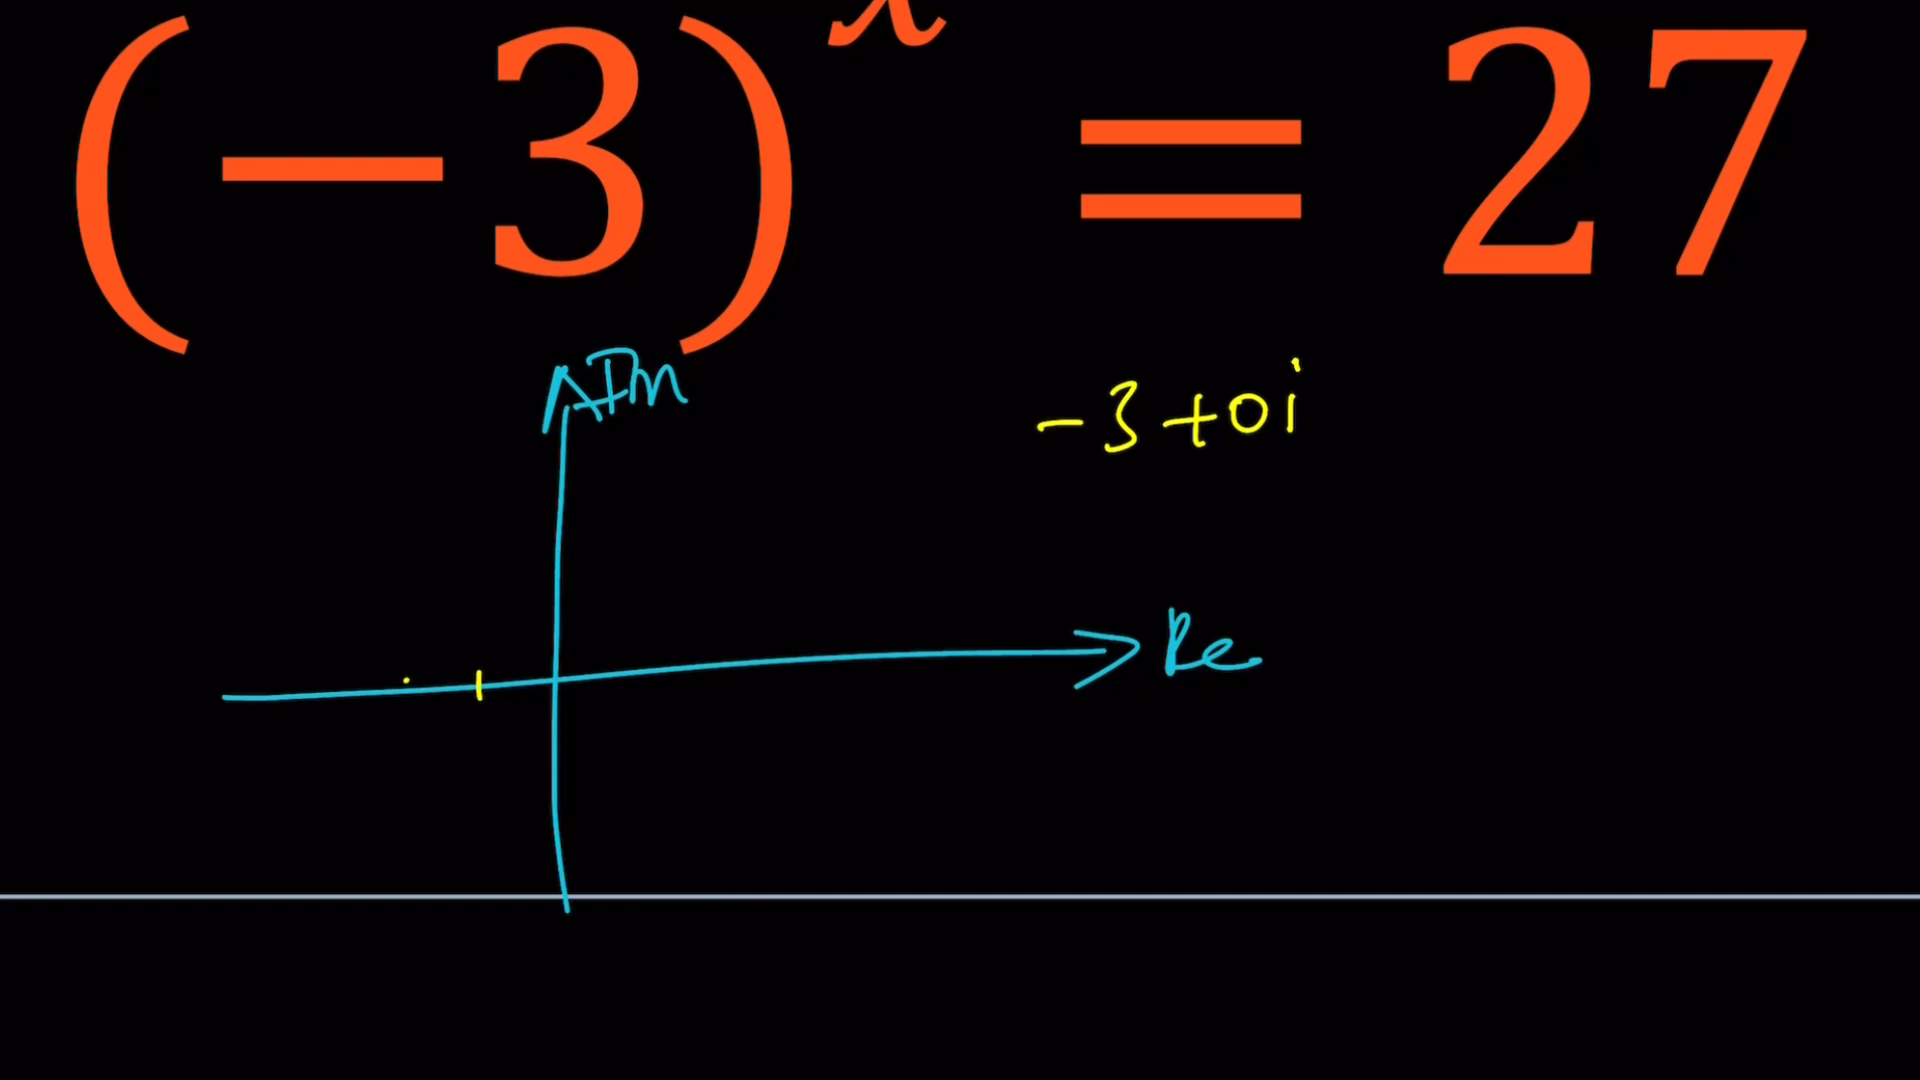 (−3)ˣ = 27
Im
-3+0i
Re